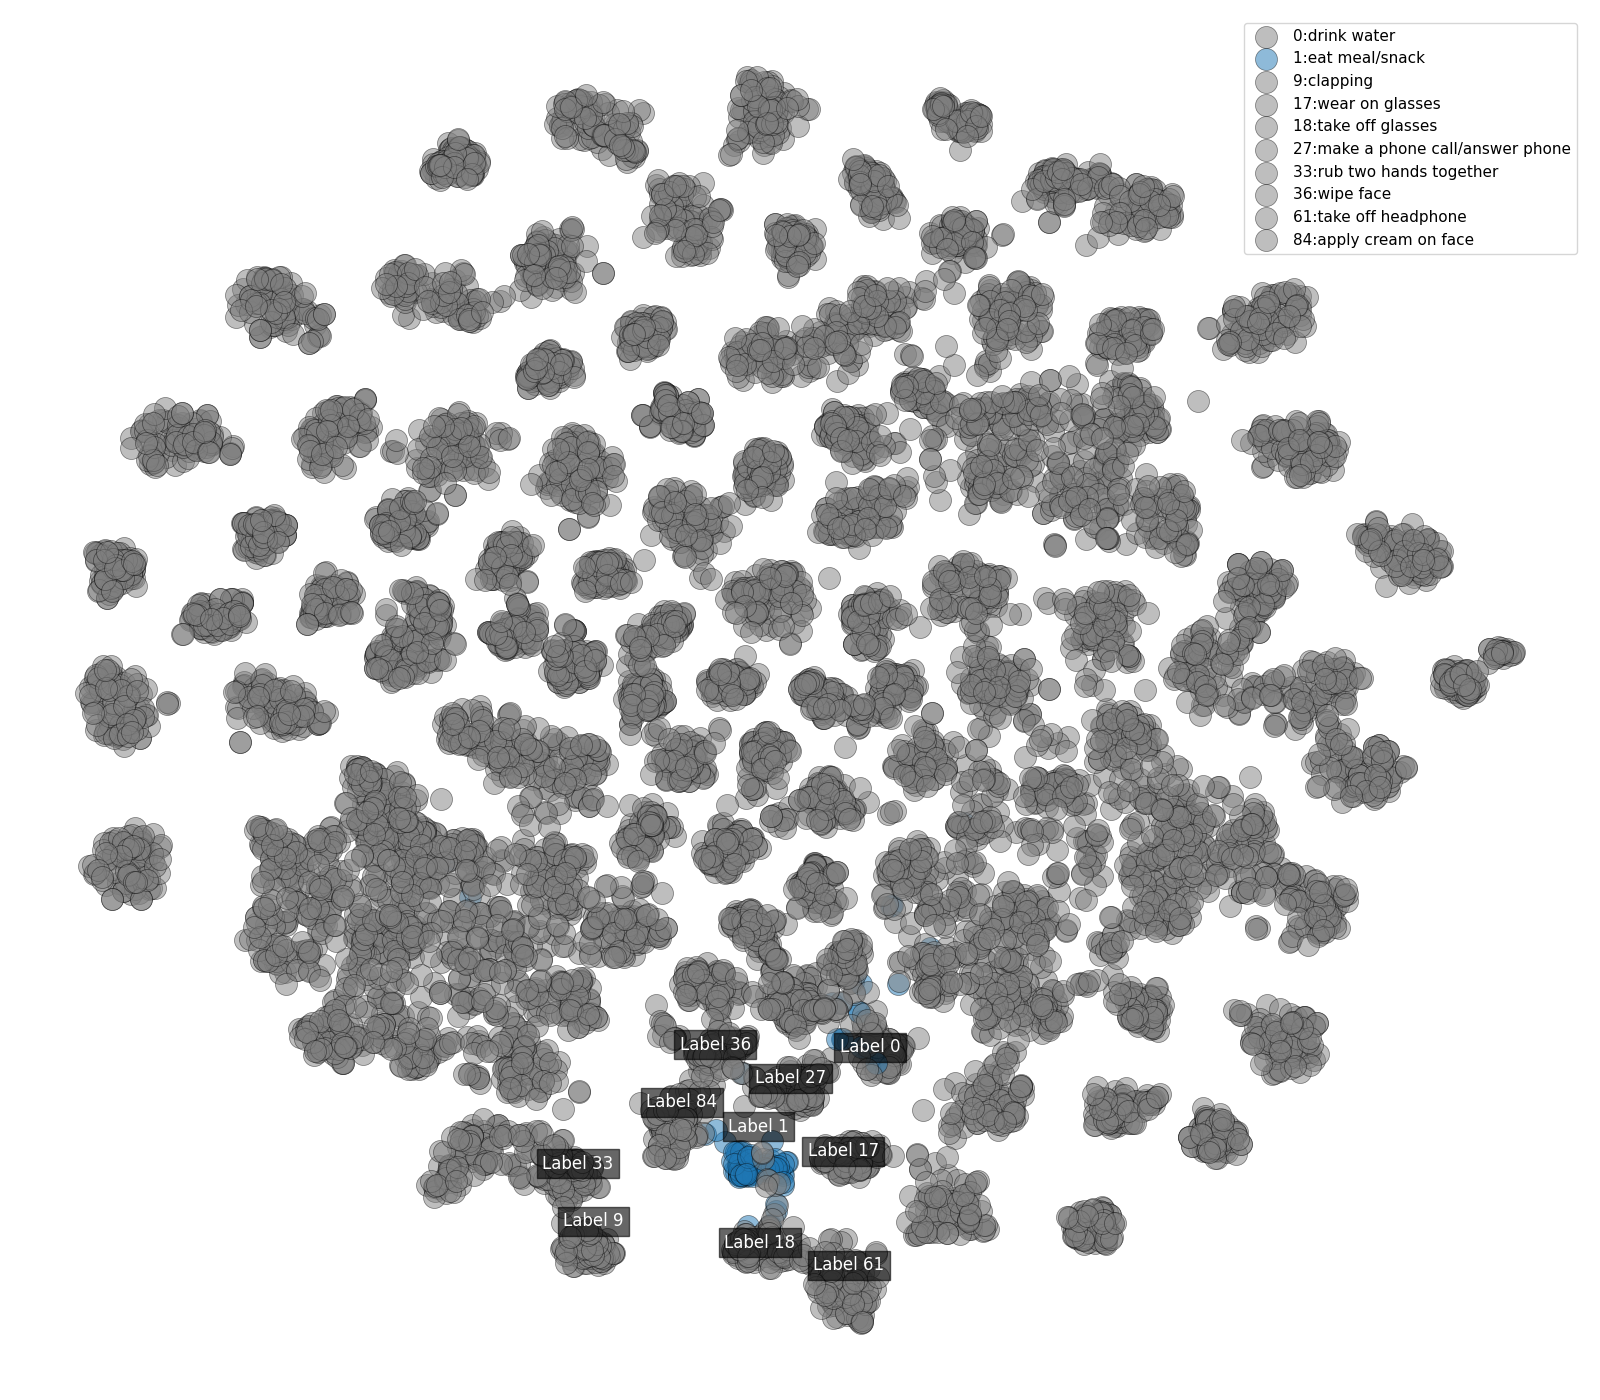 0:drink water
1:eat meal/snack
9:clapping
17:wear on glasses
18:take off glasses
27:make a phone call/answer phone
33:rub two hands together
36:wipe face
61:take off headphone
84:apply cream on face
Label 36
Label 0
Label 27
Label 84
Label 1
Label 17
Label 33
Label 9
Label 18
Label 61